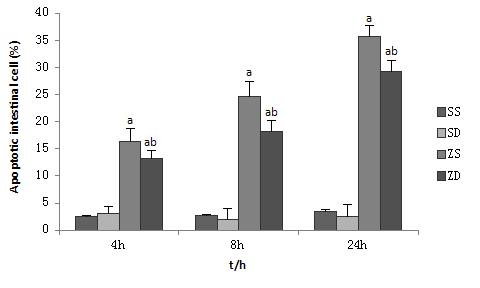 Apoptotic intestinal cell (%)
40
35
30
25
20
15
10
5
0
a
ab
a
ab
a
ab
4h
8h
24h
t/h
SS
SD
ZS
ZD